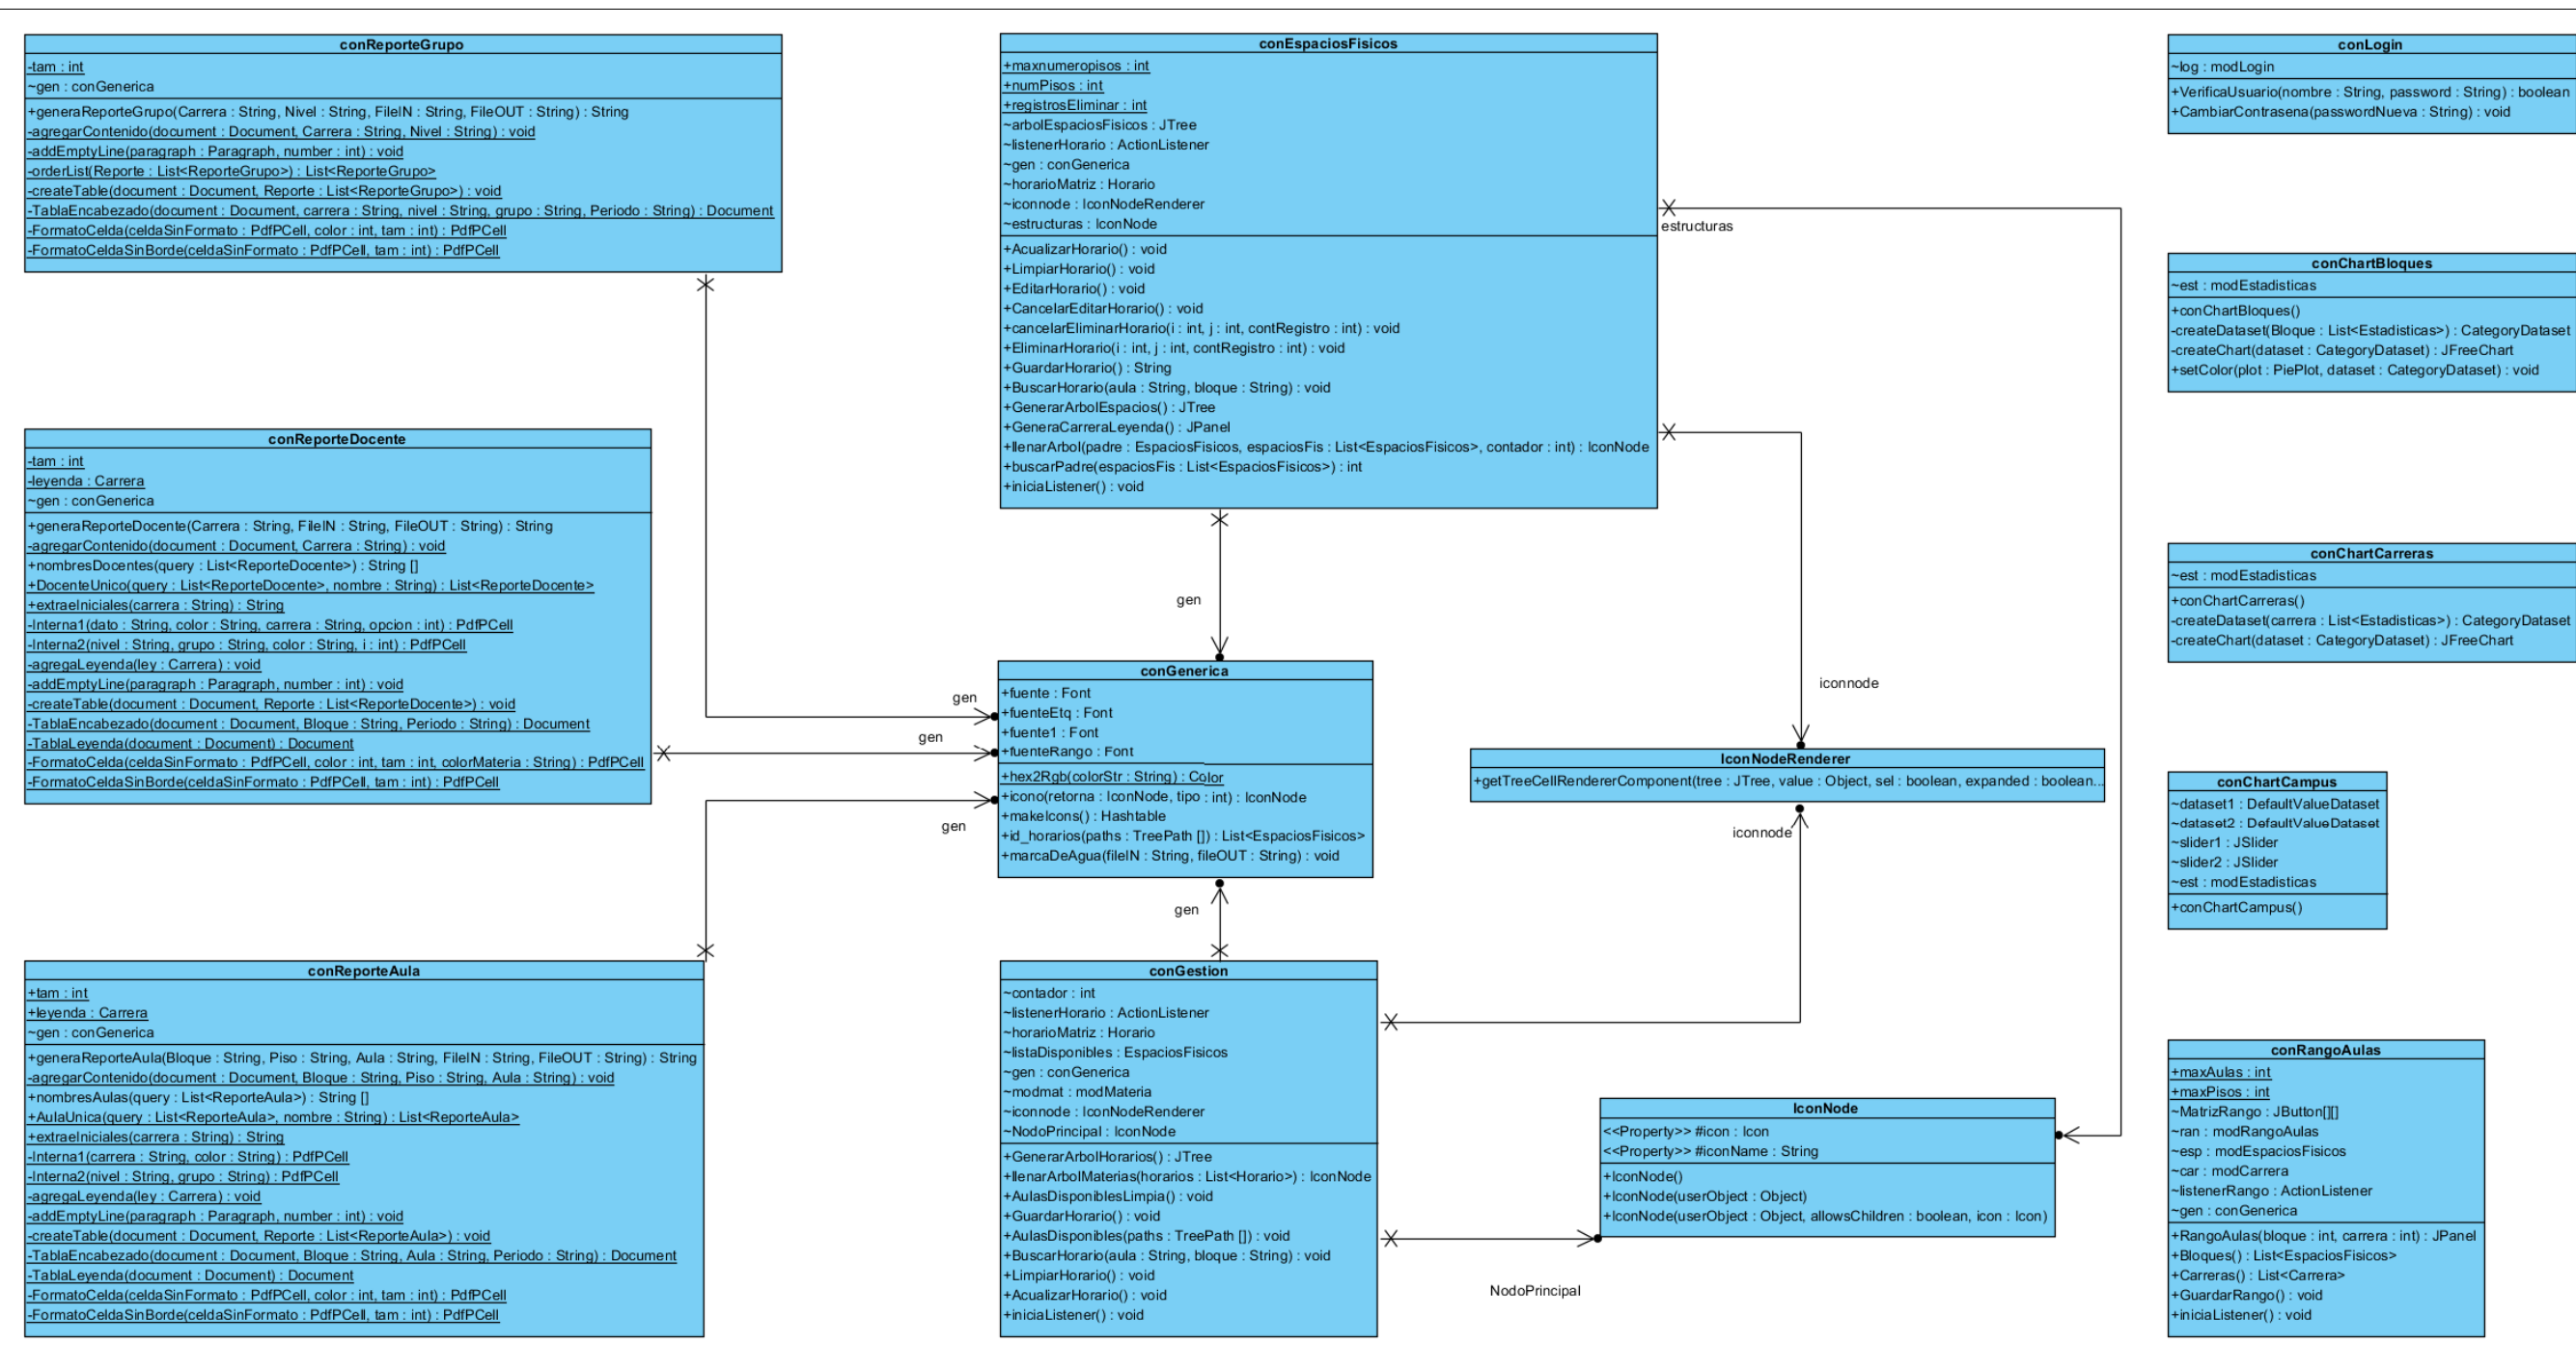 conReporteGrupo
-tam : int
~gen : conGenerica
+generaReporteGrupo(Carrera : String, Nivel : String, FileIN : String, FileOUT : String) : String
-agregarContenido(document : Document, Carrera : String, Nivel : String) : void
-addEmptyLine(paragraph : Paragraph, number : int) : void
-orderList(Reporte : List<ReporteGrupo>) : List<ReporteGrupo>
-createTable(document : Document, Reporte : List<ReporteGrupo>) : void
-TablaEncabezado(document : Document, carrera : String, nivel : String, grupo : String, Periodo : String) : Document
-FormatoCelda(celdaSinFormato : PdfPCell, color : int, tam : int) : PdfPCell
-FormatoCeldaSinBorde(celdaSinFormato : PdfPCell, tam : int) : PdfPCell
conReporteDocente
-tam : int
-leyenda : Carrera
~gen : conGenerica
+generaReporteDocente(Carrera : String, FileIN : String, FileOUT : String) : String
-agregarContenido(document : Document, Carrera : String) : void
+nombresDocentes(query : List<ReporteDocente>) : String []
+DocenteUnico(query : List<ReporteDocente>, nombre : String) : List<ReporteDocente>
+extraeIniciales(carrera : String) : String
-Interna1(dato : String, color : String, carrera : String, opcion : int) : PdfPCell
-Interna2(nivel : String, grupo : String, color : String, i : int) : PdfPCell
-agregaLeyenda(ley : Carrera) : void
-addEmptyLine(paragraph : Paragraph, number : int) : void
-createTable(document : Document, Reporte : List<ReporteDocente>) : void
-TablaEncabezado(document : Document, Bloque : String, Periodo : String) : Document
-TablaLeyenda(document : Document) : Document
-FormatoCelda(celdaSinFormato : PdfPCell, color : int, tam : int, colorMateria : String) : PdfPCell
-FormatoCeldaSinBorde(celdaSinFormato : PdfPCell, tam : int) : PdfPCell
conReporteAula
+tam : int
+leyenda : Carrera
~gen : conGenerica
+generaReporteAula(Bloque : String, Piso : String, Aula : String, FileIN : String, FileOUT : String) : String
-agregarContenido(document : Document, Bloque : String, Piso : String, Aula : String) : void
+nombresAulas(query : List<ReporteAula>) : String []
+AulaUnica(query : List<ReporteAula>, nombre : String) : List<ReporteAula>
+extraeIniciales(carrera : String) : String
-Interna1(carrera : String, color : String) : PdfPCell
-Interna2(nivel : String, grupo : String) : PdfPCell
-agregaLeyenda(ley : Carrera) : void
-addEmptyLine(paragraph : Paragraph, number : int) : void
-createTable(document : Document, Reporte : List<ReporteAula>) : void
-TablaEncabezado(document : Document, Bloque : String, Aula : String, Periodo : String) : Document
-TablaLeyenda(document : Document) : Document
-FormatoCelda(celdaSinFormato : PdfPCell, color : int, tam : int) : PdfPCell
-FormatoCeldaSinBorde(celdaSinFormato : PdfPCell, tam : int) : PdfPCell
conEspaciosFisicos
+maxnumeropisos : int
+numPisos : int
+registrosEliminar : int
~arbolEspaciosFisicos : JTree
~listenerHorario : ActionListener
~gen : conGenerica
~horarioMatriz : Horario
~iconnode : IconNodeRenderer
~estructuras : IconNode
+AcualizarHorario() : void
+LimpiarHorario() : void
+EditarHorario() : void
+CancelarEditarHorario() : void
+cancelarEliminarHorario(i : int, j : int, contRegistro : int) : void
+EliminarHorario(i : int, j : int, contRegistro : int) : void
+GuardarHorario() : String
+BuscarHorario(aula : String, bloque : String) : void
+GenerarArbolEspacios() : JTree
+GeneraCarreraLeyenda() : JPanel
+llenarArbol(padre : EspaciosFisicos, espaciosFis : List<EspaciosFisicos>, contador : int) : IconNode
+buscarPadre(espaciosFis : List<EspaciosFisicos>) : int
+iniciaListener() : void
estructuras
gen
iconnode
gen
gen
gen
conGenerica
+fuente : Font
+fuenteEtq : Font
+fuente1 : Font
+fuenteRango : Font
+hex2Rgb(colorStr : String) : Color
+icono(retorna : IconNode, tipo : int) : IconNode
+makeIcons() : Hashtable
+id_horarios(paths : TreePath []) : List<EspaciosFisicos>
+marcaDeAgua(fileIN : String, fileOUT : String) : void
gen
IconNodeRenderer
+getTreeCellRendererComponent(tree : JTree, value : Object, sel : boolean, expanded : boolean...
iconnode
conGestion
~contador : int
~listenerHorario : ActionListener
~horarioMatriz : Horario
~listaDisponibles : EspaciosFisicos
~gen : conGenerica
~modmat : modMateria
~iconnode : IconNodeRenderer
~NodoPrincipal : IconNode
+GenerarArbolHorarios() : JTree
+llenarArbolMaterias(horarios : List<Horario>) : IconNode
+AulasDisponiblesLimpia() : void
+GuardarHorario() : void
+AulasDisponibles(paths : TreePath []) : void
+BuscarHorario(aula : String, bloque : String) : void
+LimpiarHorario() : void
+AcualizarHorario() : void
+iniciaListener() : void
NodoPrincipal
IconNode
<<Property>> #icon : Icon
<<Property>> #iconName : String
+IconNode()
+IconNode(userObject : Object)
+IconNode(userObject : Object, allowsChildren : boolean, icon : Icon)
conLogin
~log : modLogin
+VerificaUsuario(nombre : String, password : String) : boolean
+CambiarContrasena(passwordNueva : String) : void
conChartBloques
~est : modEstadisticas
+conChartBloques()
-createDataset(Bloque : List<Estadisticas>) : CategoryDataset
-createChart(dataset : CategoryDataset) : JFreeChart
+setColor(plot : PiePlot, dataset : CategoryDataset) : void
conChartCarreras
~est : modEstadisticas
+conChartCarreras()
-createDataset(carrera : List<Estadisticas>) : CategoryDataset
-createChart(dataset : CategoryDataset) : JFreeChart
conChartCampus
~dataset1 : DefaultValueDataset
~dataset2 : DefaultValueDataset
~slider1 : JSlider
~slider2 : JSlider
~est : modEstadisticas
+conChartCampus()
conRangoAulas
+maxAulas : int
+maxPisos : int
~MatrizRango : JButton[][]
~ran : modRangoAulas
~esp : modEspaciosFisicos
~car : modCarrera
~listenerRango : ActionListener
~gen : conGenerica
+RangoAulas(bloque : int, carrera : int) : JPanel
+Bloques() : List<EspaciosFisicos>
+Carreras() : List<Carrera>
+GuardarRango() : void
+iniciaListener() : void